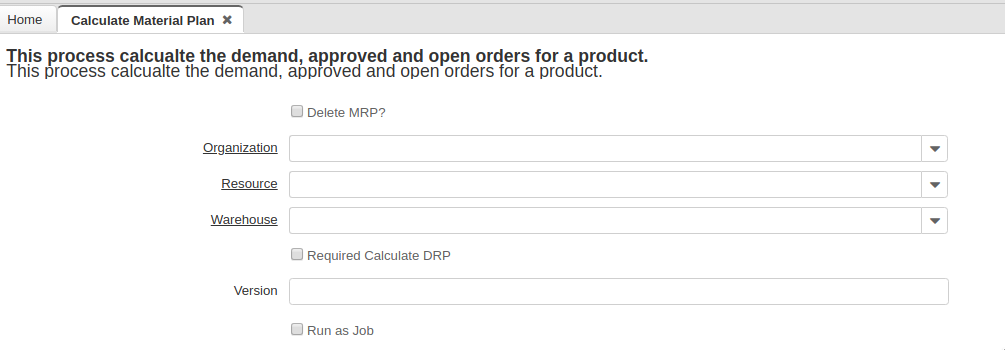 Home
Calculate Material Plan ✖
This process calcualte the demand, approved and open orders for a product.
This process calcualte the demand, approved and open orders for a product.
Delete MRP?
Organization
Resource
Warehouse
Required Calculate DRP
Version
Run as Job